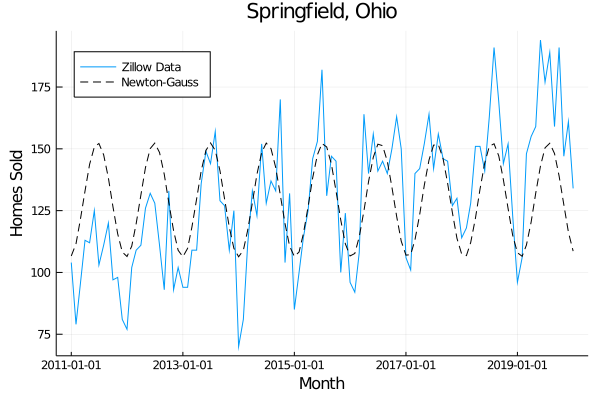 Springfield, Ohio
Zillow Data
Newton-Gauss
Homes Sold
175
150
125
100
75
2011-01-01 2013-01-01 2015-01-01 2017-01-01 2019-01-01
Month